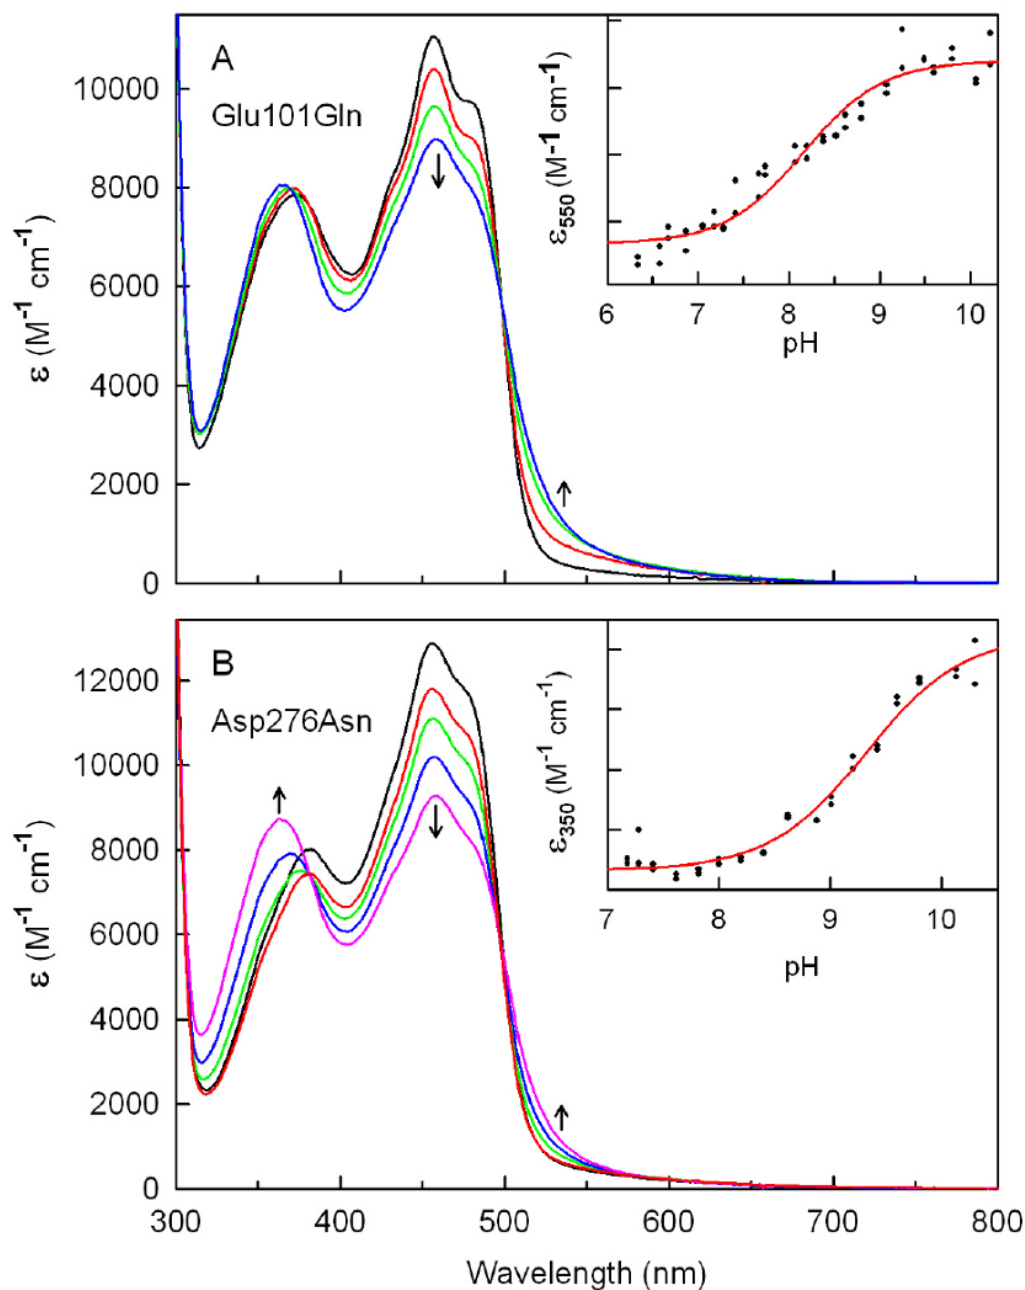 A
Glu101Gln
ε (M-1 cm-1)
10000
8000
6000
4000
2000
0
ε550 (M-1 cm-1)
6 7 8 9 10
pH
B
Asp276Asn
ε (M-1 cm-1)
12000
10000
8000
6000
4000
2000
0
ε350 (M-1 cm-1)
7 8 9 10
pH
300 400 500 600 700 800
Wavelength (nm)